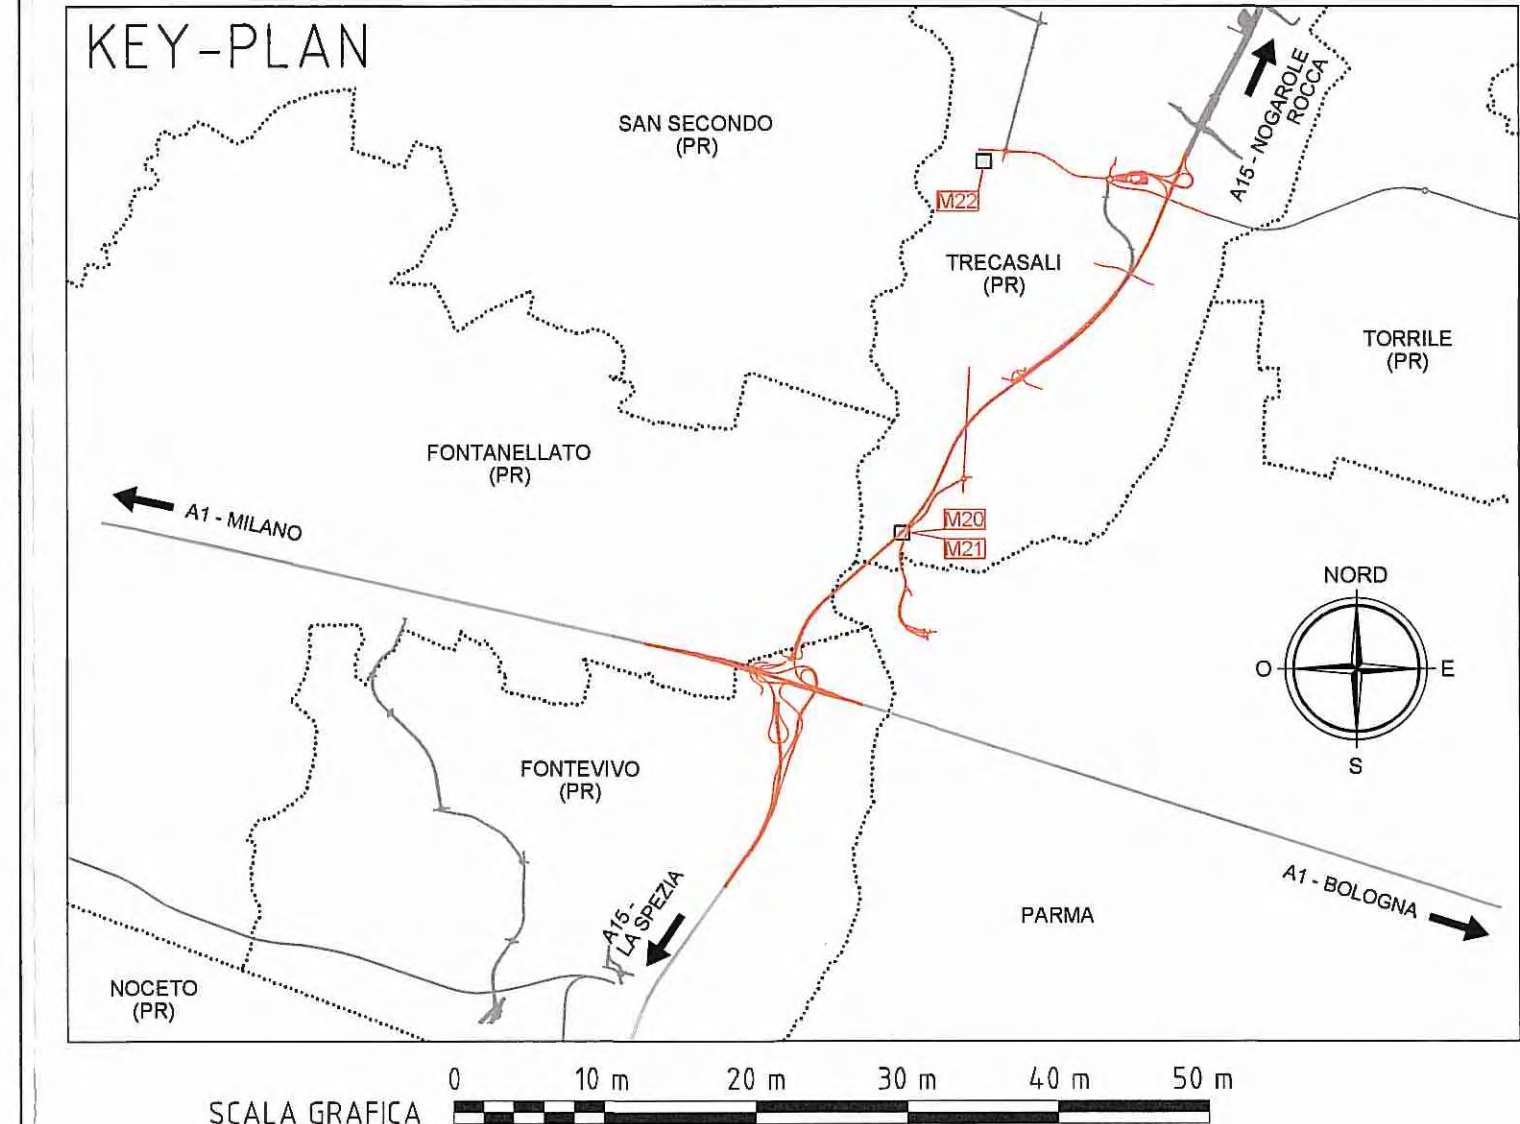 KEY-PLAN
SAN SECONDO
(PR)
A15 - NOGAROLE
ROCCA
M22
TRECASALI
(PR)
TORRILE
(PR)
FONTANELLATO
(PR)
A1 - MILANO
M20
M21
NORD
O
E
S
FONTEVIVO
(PR)
A15 -
LA SPEZIA
A1 - BOLOGNA
PARMA
NOCETO
(PR)
0 10 m 20 m 30 m 40 m 50 m
SCALA GRAFICA